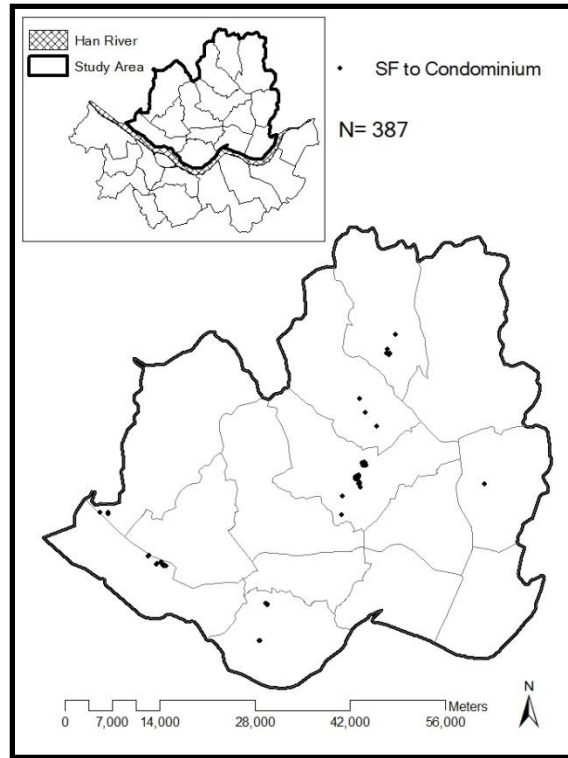 Han River
Study Area
SF to Condominium
N= 387
Meters
0 7,000 14,000 28,000 42,000 56,000
N